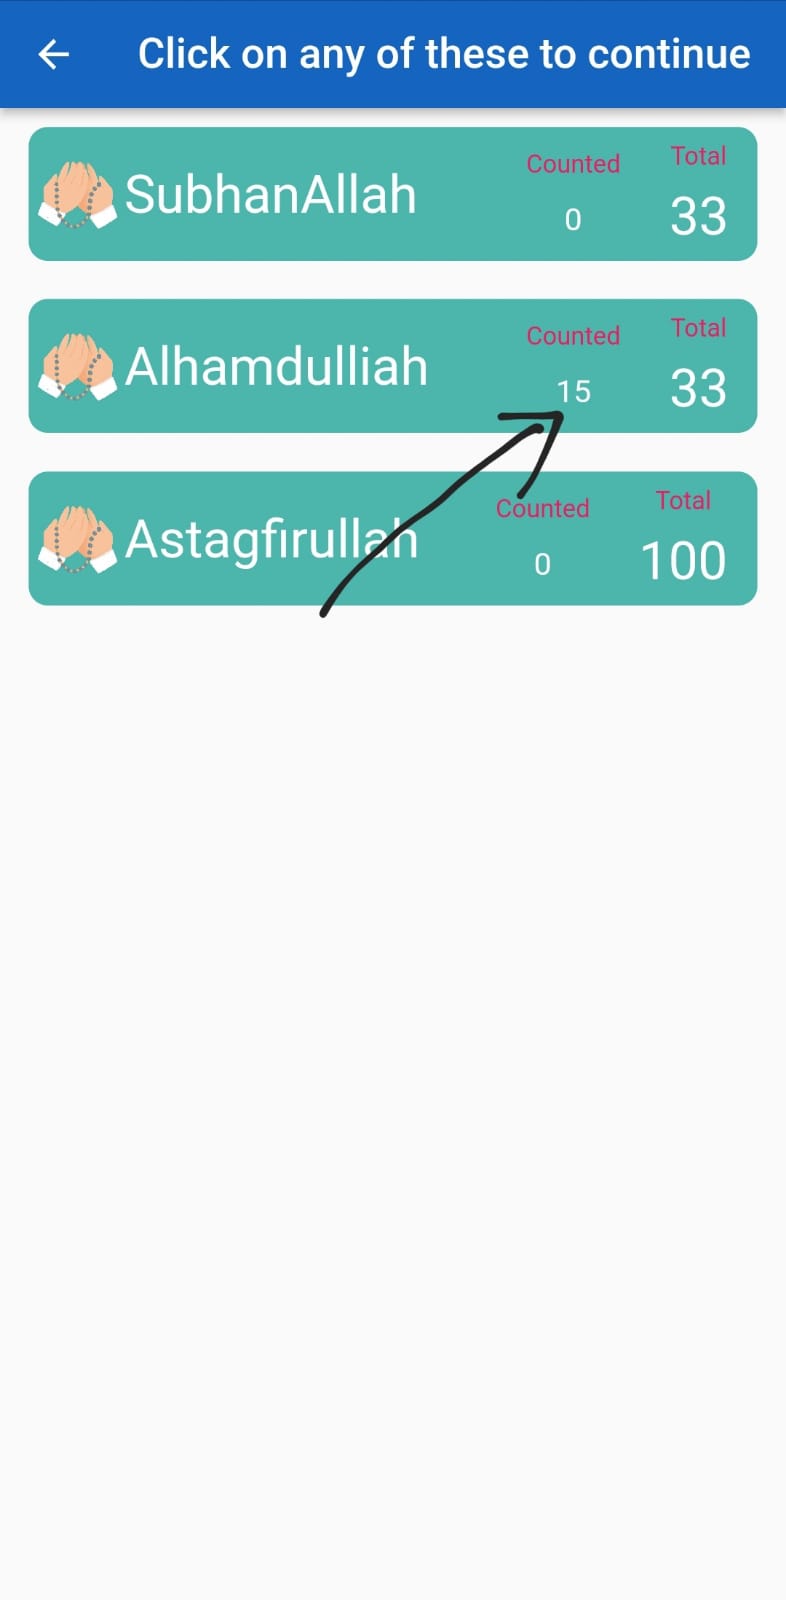 Click on any of these to continue
SubhanAllah
Counted
Total
0
33
Alhamdulliah
Counted
Total
15
33
Astagfirullah
Counted
Total
0
100